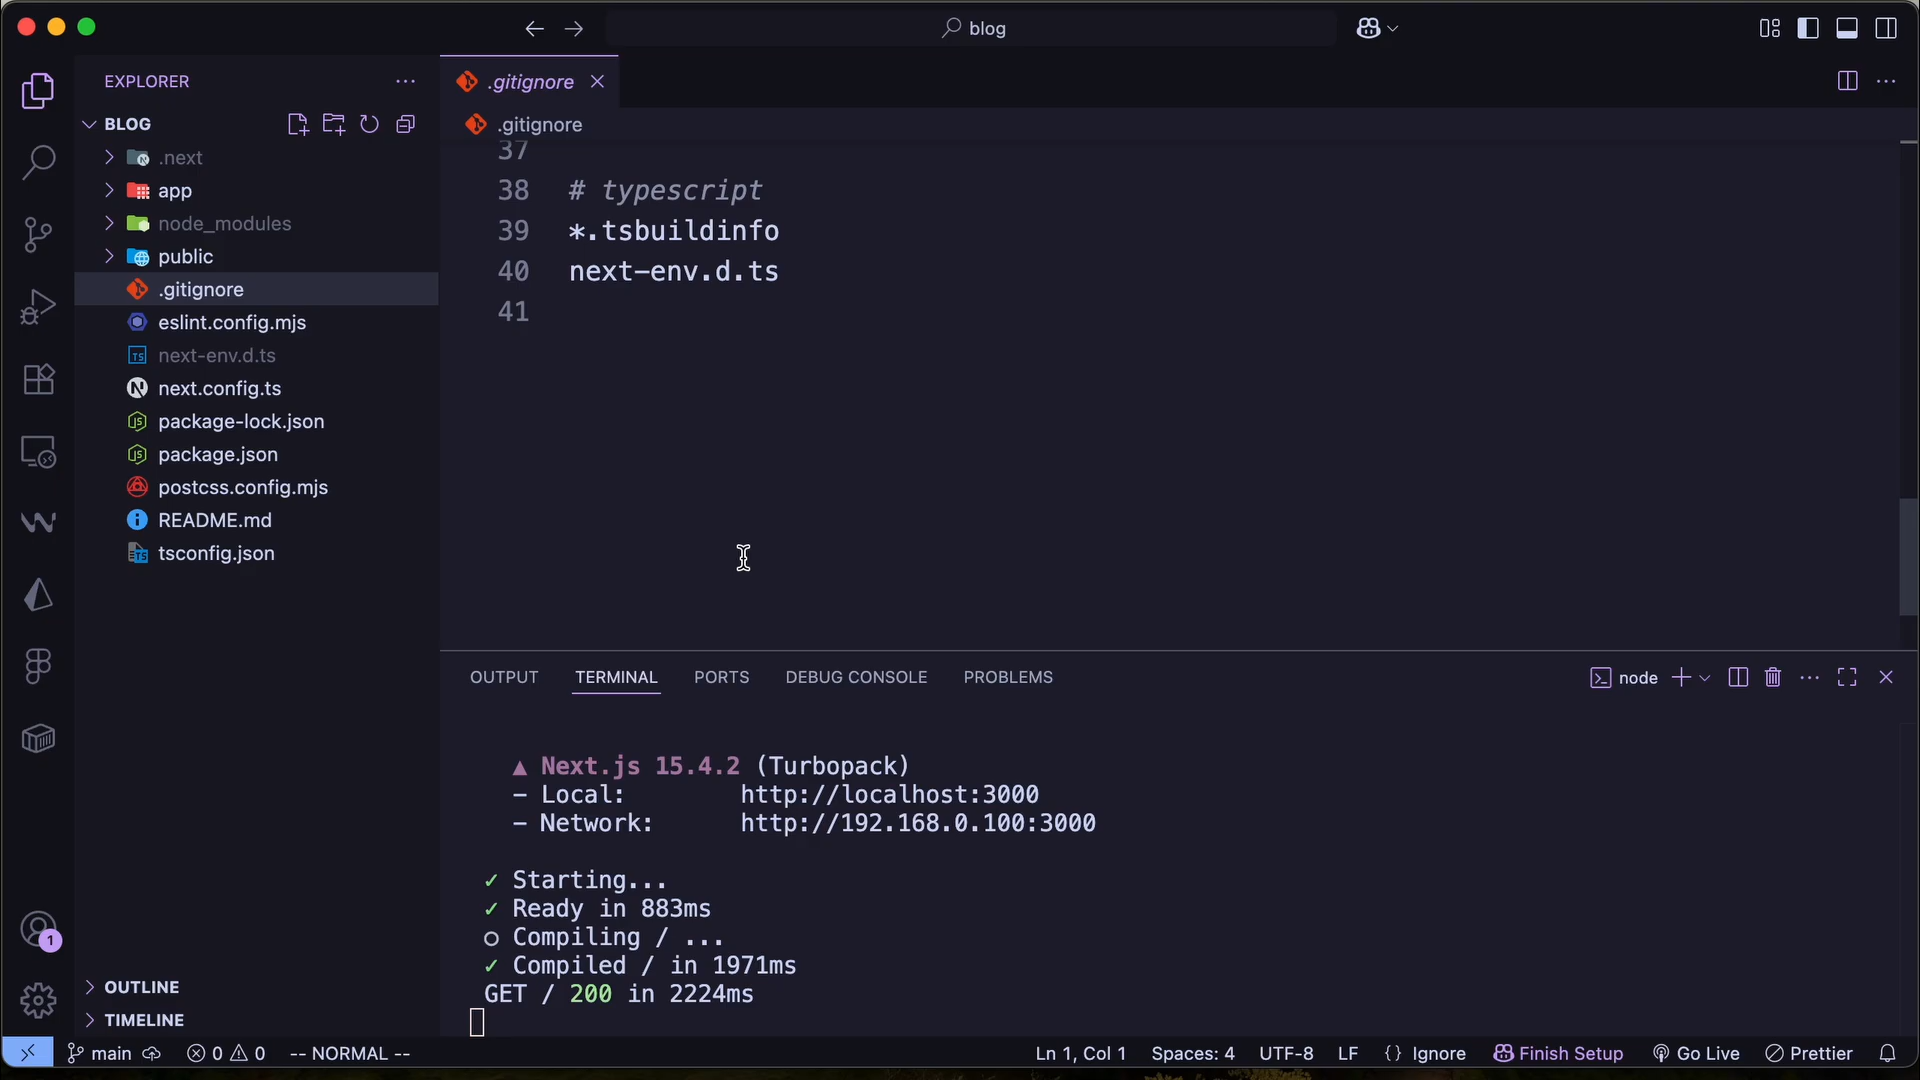 blog
EXPLORER
.gitignore
BLOG
.gitignore
.next
app
node_modules
public
.gitignore
eslint.config.mjs
next-env.d.ts
next.config.ts
package-lock.json
package.json
postcss.config.mjs
README.md
tsconfig.json
OUTLINE
TIMELINE
37
38 # typescript
39 *.tsbuildinfo
40 next-env.d.ts
41
OUTPUT TERMINAL PORTS DEBUG CONSOLE PROBLEMS node
▲ Next.js 15.4.2 (Turbopack)
- Local: http://localhost:3000
- Network: http://192.168.0.100:3000
✓ Starting...
✓ Ready in 883ms
○ Compiling / ...
✓ Compiled / in 1971ms
GET / 200 in 2224ms
1
main 0 0 -- NORMAL -- Ln 1, Col 1 Spaces: 4 UTF-8 LF {} Ignore Finish Setup Go Live Prettier